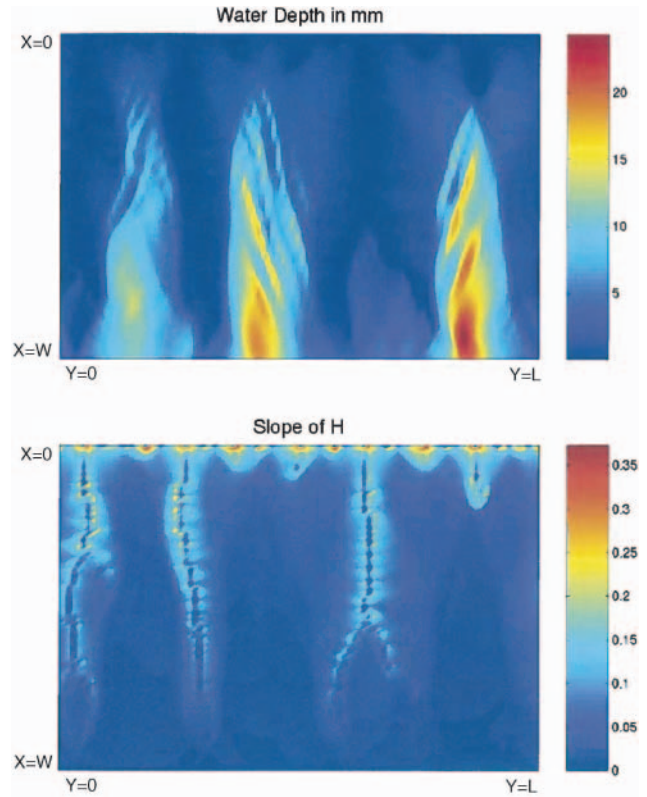 Water Depth in mm
X=0
20
15
10
5
X=W
Y=0 Y=L
Slope of H
X=0
0.35
0.3
0.25
0.2
0.15
0.1
0.05
0
X=W
Y=0 Y=L